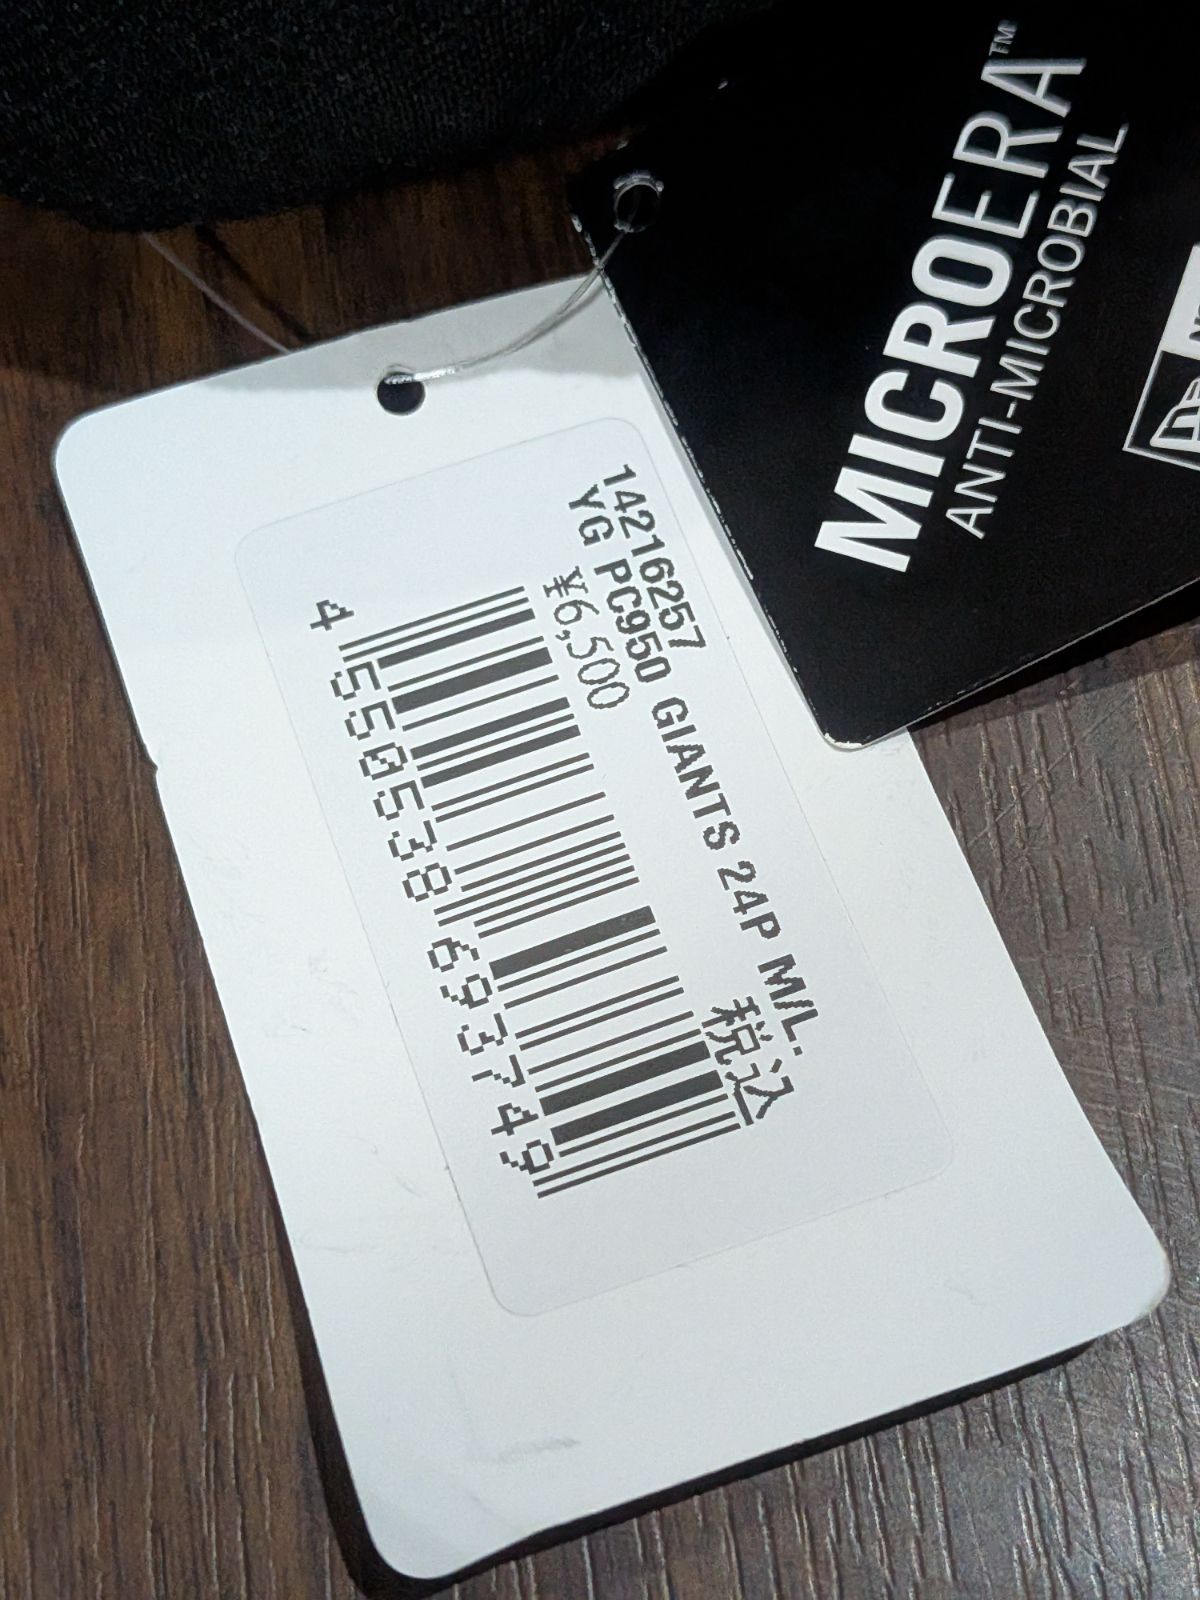 MICROERA™
ANTI-MICROBIAL
14216257
YG PC950 GIANTS 24P M/L.
¥6,500 税込
4 550538 693749